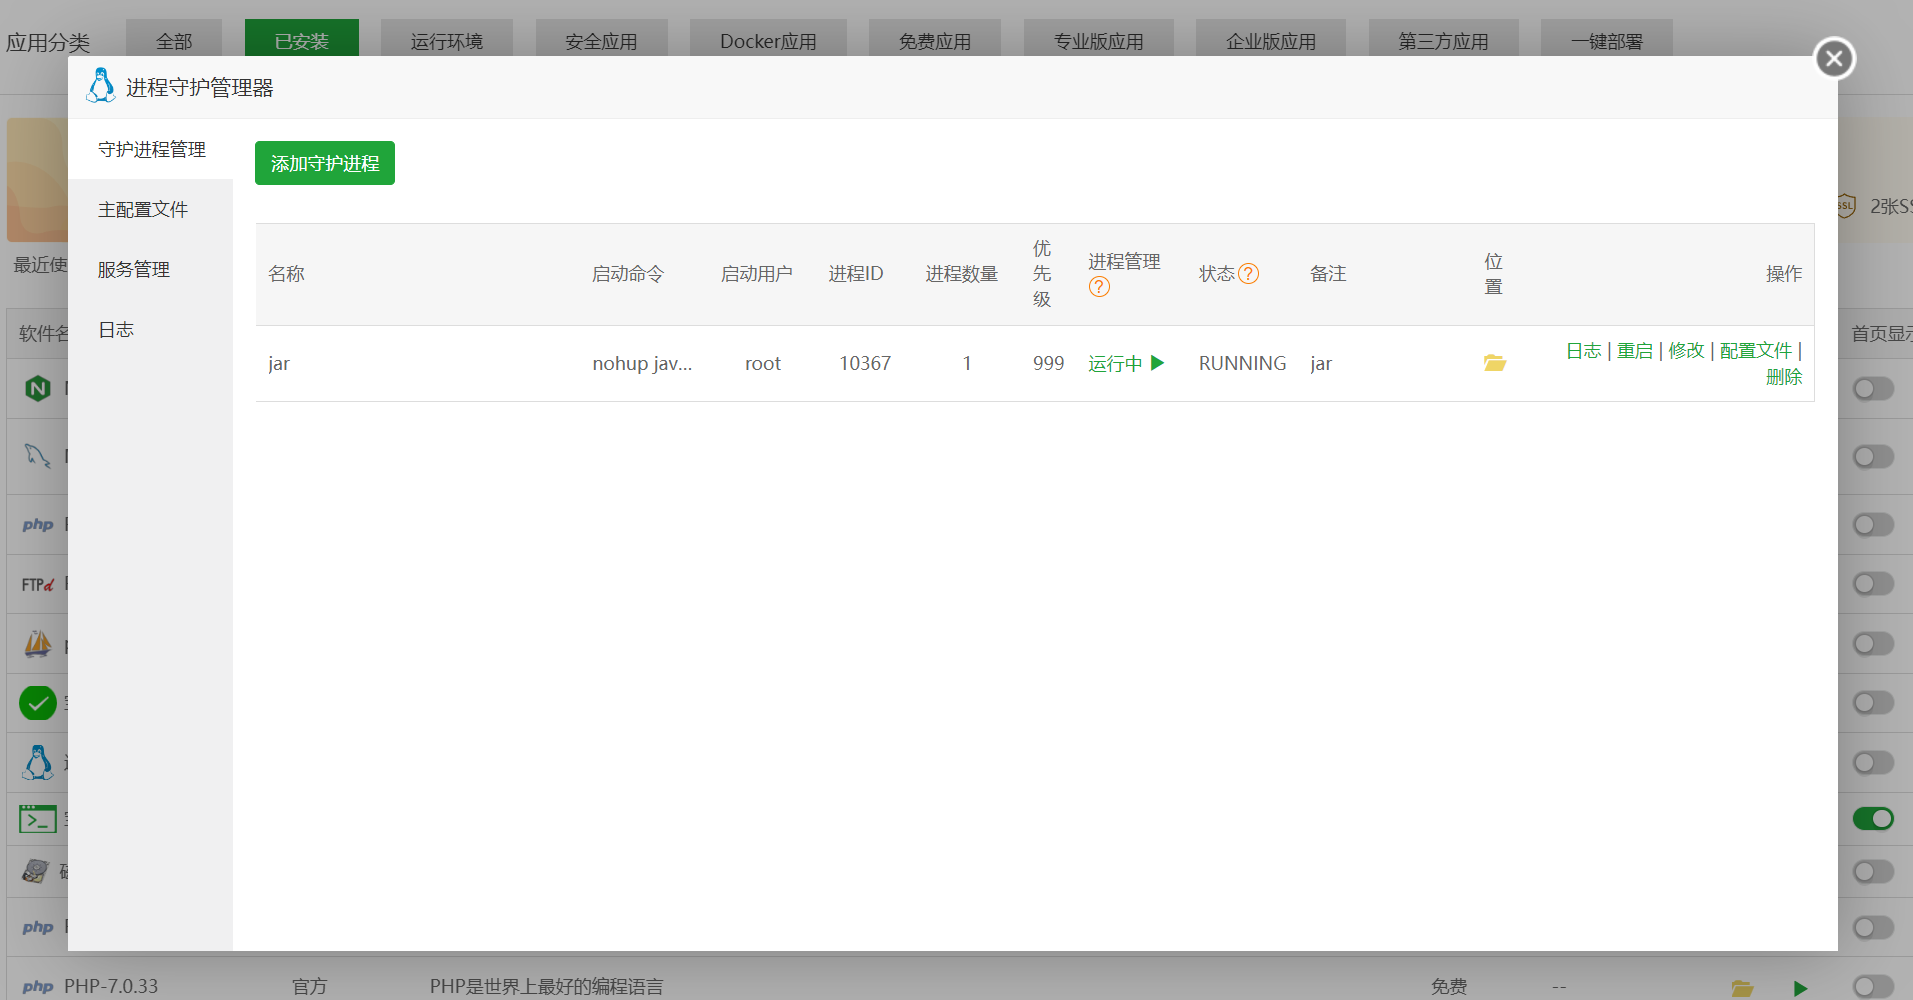 应用分类 全部 已安装 运行环境 安全应用 Docker应用 免费应用 专业版应用 企业版应用 第三方应用 一键部署
进程守护管理器
守护进程管理
主配置文件
服务管理
日志
添加守护进程
名称 启动命令 启动用户 进程ID 进程数量 优先级 进程管理 ? 状态 ? 备注 位置 操作
jar nohup jav... root 10367 1 999 运行中 RUNNING jar 日志 | 重启 | 修改 | 配置文件 |
删除
SSL 2张SS
最近使
软件名
首页显示
php
FTPd
php
php PHP-7.0.33 官方 PHP是世界上最好的编程语言 免费 --